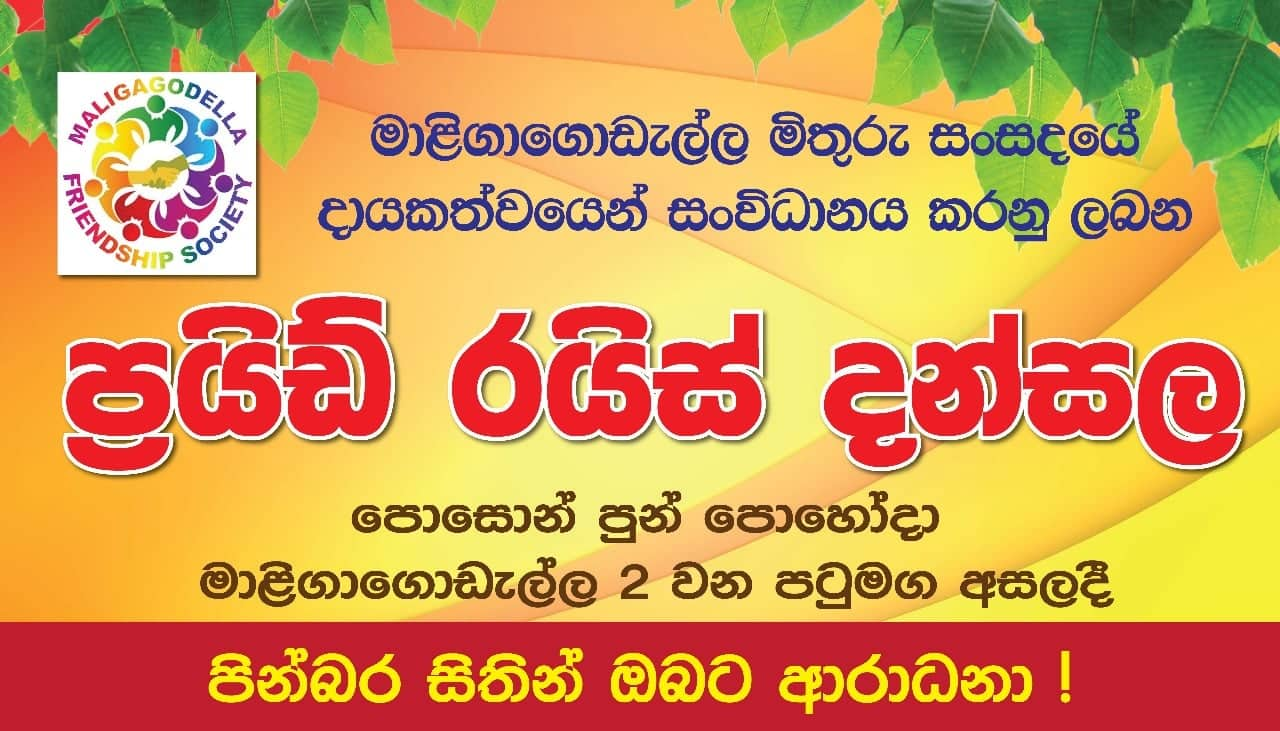 MALIGAGODELLA
FRIENDSHIP SOCIETY
මාළිගාගොඩැල්ල මිතුරු සංසදයේ
දායකත්වයෙන් සංවිධානය කරනු ලබන
ප්‍රයිඩ් රයිස් දන්සල
පොසොන් පුන් පොහෝදා
මාළිගාගොඩැල්ල 2 වන පටුමග අසලදී
පින්බර සිතින් ඔබට ආරාධනා !